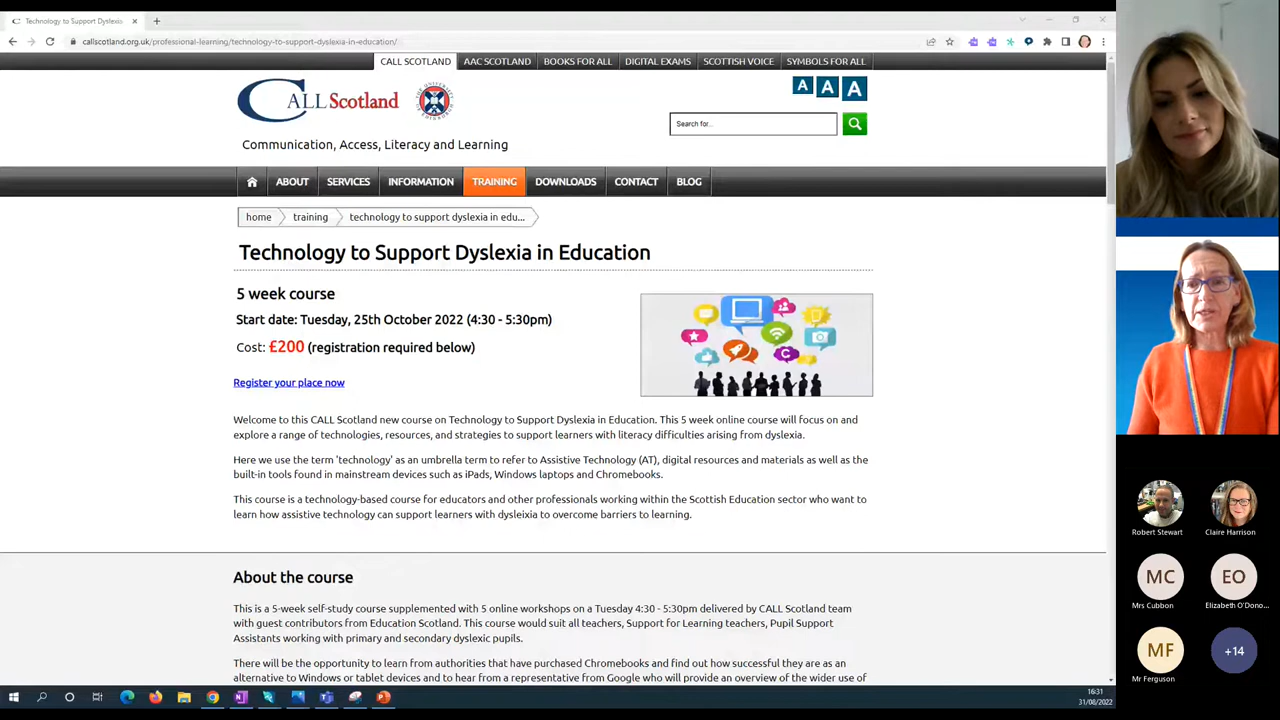 Technology to Support Dyslexia
callscotland.org.uk/professional-learning/technology-to-support-dyslexia-in-education/
CALL SCOTLAND
AAC SCOTLAND
BOOKS FOR ALL
DIGITAL EXAMS
SCOTTISH VOICE
SYMBOLS FOR ALL
CALL Scotland
A A A
Search for...
Communication, Access, Literacy and Learning
ABOUT
SERVICES
INFORMATION
TRAINING
DOWNLOADS
CONTACT
BLOG
home
training
technology to support dyslexia in edu...
Technology to Support Dyslexia in Education
5 week course
Start date: Tuesday, 25th October 2022 (4:30 - 5:30pm)
Cost: £200 (registration required below)
Register your place now
Welcome to this CALL Scotland new course on Technology to Support Dyslexia in Education. This 5 week online course will focus on and
explore a range of technologies, resources, and strategies to support learners with literacy difficulties arising from dyslexia.
Here we use the term 'technology' as an umbrella term to refer to Assistive Technology (AT), digital resources and materials as well as the
built-in tools found in mainstream devices such as iPads, Windows laptops and Chromebooks.
This course is a technology-based course for educators and other professionals working within the Scottish Education sector who want to
learn how assistive technology can support learners with dysleixia to overcome barriers to learning.
About the course
This is a 5-week self-study course supplemented with 5 online workshops on a Tuesday 4:30 - 5:30pm delivered by CALL Scotland team
with guest contributors from Education Scotland. This course would suit all teachers, Support for Learning teachers, Pupil Support
Assistants working with primary and secondary dyslexic pupils.
There will be the opportunity to learn from authorities that have purchased Chromebooks and find out how successful they are as an
alternative to Windows or tablet devices and to hear from a representative from Google who will provide an overview of the wider use of
16:31
31/08/2022
Robert Stewart
Claire Harrison
MC
EO
Mrs Cubbon
Elizabeth O'Dono...
MF
+14
Mr Ferguson